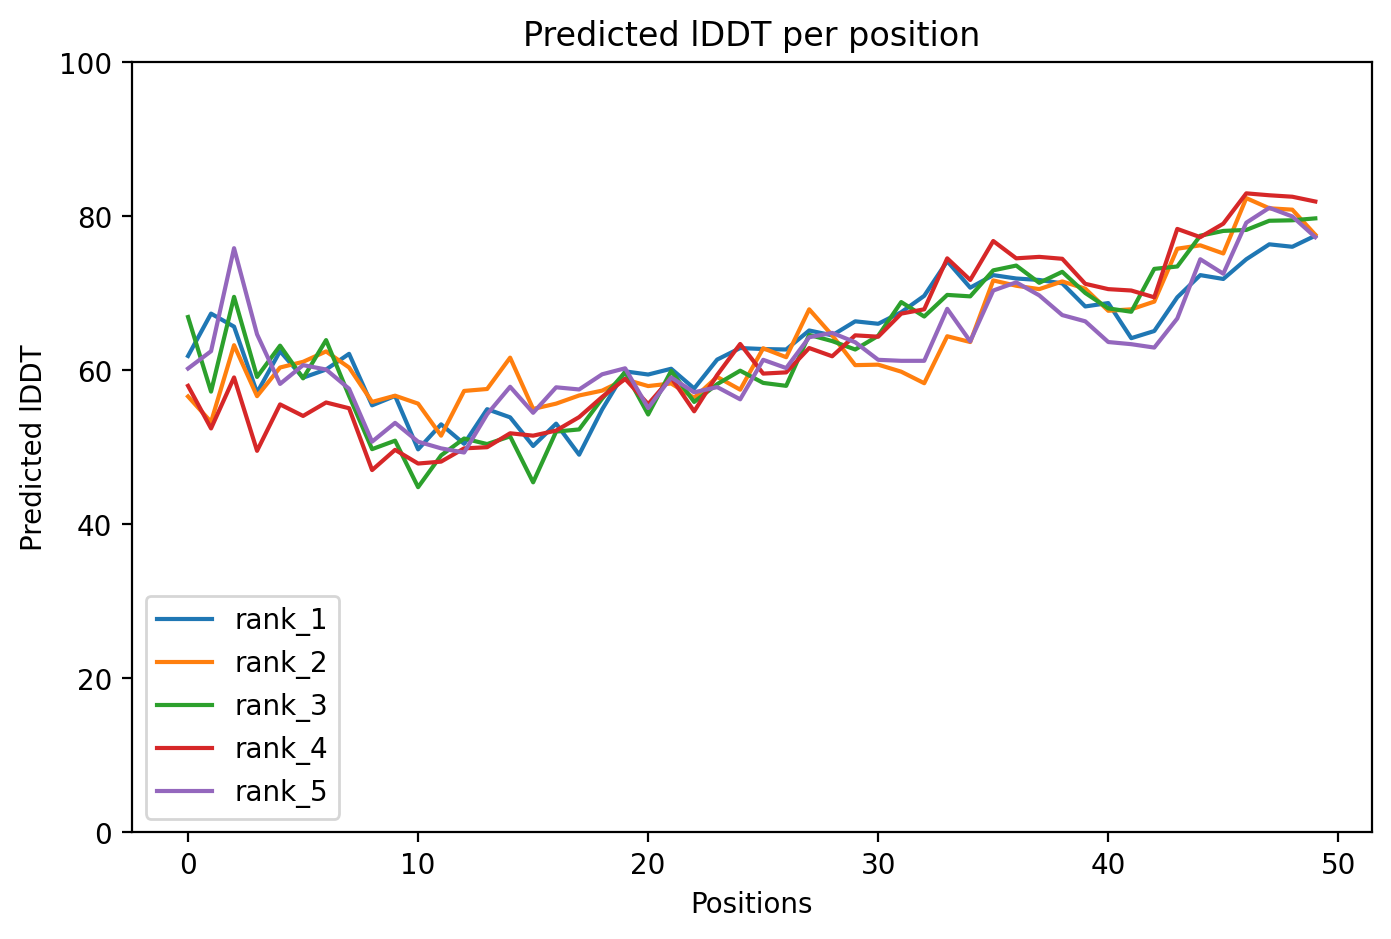 Predicted lDDT per position
100
80
60
40
20
0
Predicted lDDT
rank_1
rank_2
rank_3
rank_4
rank_5
0 10 20 30 40 50
Positions